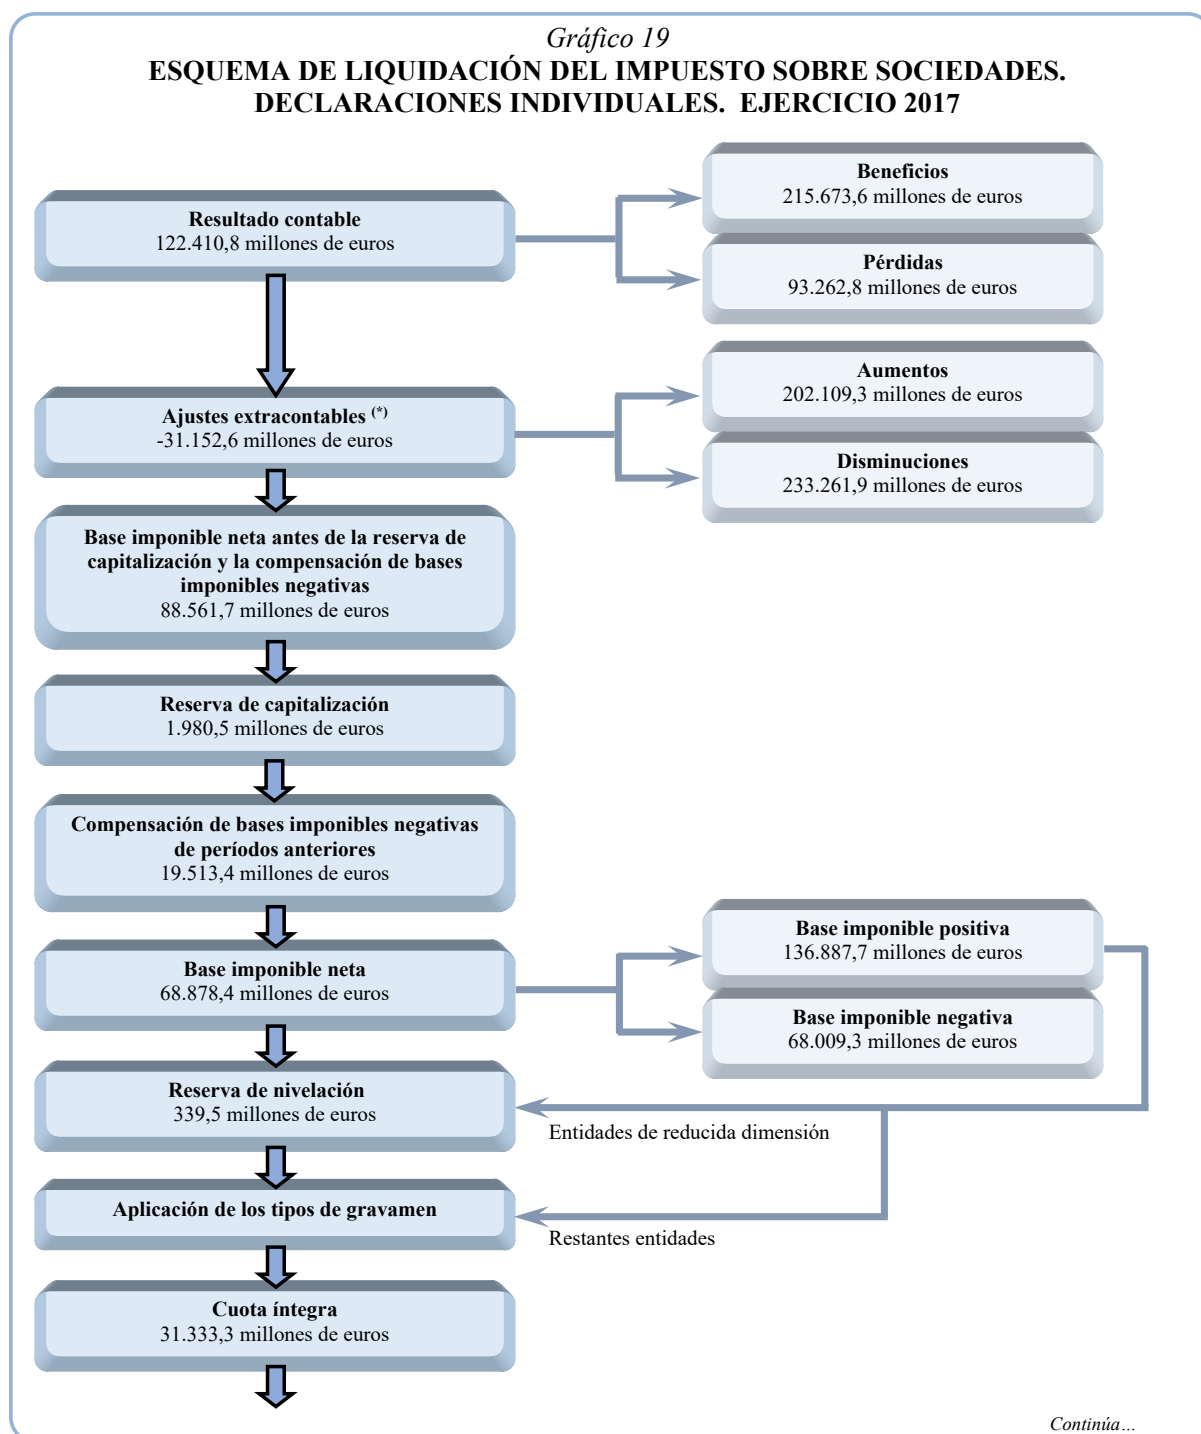 Gráfico 19
ESQUEMA DE LIQUIDACIÓN DEL IMPUESTO SOBRE SOCIEDADES.
DECLARACIONES INDIVIDUALES. EJERCICIO 2017
Resultado contable
122.410,8 millones de euros
Beneficios
215.673,6 millones de euros
Pérdidas
93.262,8 millones de euros
Ajustes extracontables (*)
-31.152,6 millones de euros
Aumentos
202.109,3 millones de euros
Disminuciones
233.261,9 millones de euros
Base imponible neta antes de la reserva de
capitalización y la compensación de bases
imponibles negativas
88.561,7 millones de euros
Reserva de capitalización
1.980,5 millones de euros
Compensación de bases imponibles negativas
de períodos anteriores
19.513,4 millones de euros
Base imponible neta
68.878,4 millones de euros
Base imponible positiva
136.887,7 millones de euros
Base imponible negativa
68.009,3 millones de euros
Reserva de nivelación
339,5 millones de euros
Entidades de reducida dimensión
Aplicación de los tipos de gravamen
Restantes entidades
Cuota íntegra
31.333,3 millones de euros
Continúa...